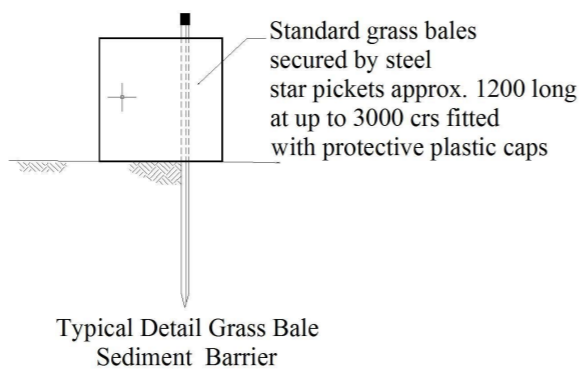 Standard grass bales
secured by steel
star pickets approx. 1200 long
at up to 3000 crs fitted
with protective plastic caps
Typical Detail Grass Bale
Sediment Barrier